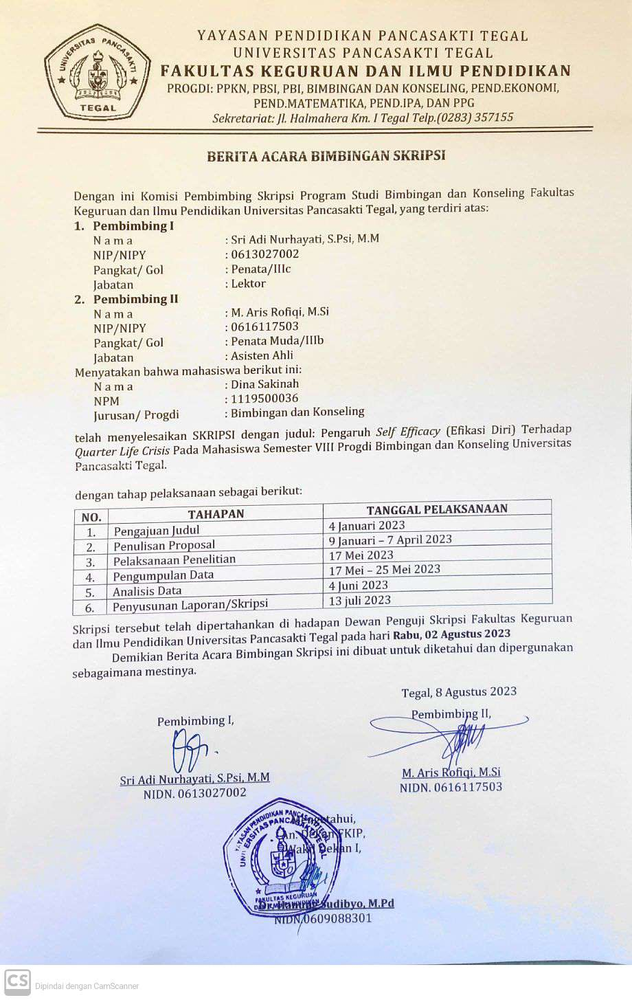 UNIVERSITAS PANCASAKTI
TEGAL
YAYASAN PENDIDIKAN PANCASAKTI TEGAL
UNIVERSITAS PANCASAKTI TEGAL
FAKULTAS KEGURUAN DAN ILMU PENDIDIKAN
PROGDI: PPKN, PBSI, PBI, BIMBINGAN DAN KONSELING, PEND.EKONOMI,
PEND.MATEMATIKA, PEND.IPA, DAN PPG
Sekretariat: Jl. Halmahera Km. I Tegal Telp.(0283) 357155
BERITA ACARA BIMBINGAN SKRIPSI
Dengan ini Komisi Pembimbing Skripsi Program Studi Bimbingan dan Konseling Fakultas
Keguruan dan Ilmu Pendidikan Universitas Pancasakti Tegal, yang terdiri atas:
1. Pembimbing I
N a m a : Sri Adi Nurhayati, S.Psi, M.M
NIP/NIPY : 0613027002
Pangkat/ Gol : Penata/IIIc
Jabatan : Lektor
2. Pembimbing II
N a m a : M. Aris Rofiqi, M.Si
NIP/NIPY : 0616117503
Pangkat/ Gol : Penata Muda/IIIb
Jabatan : Asisten Ahli
Menyatakan bahwa mahasiswa berikut ini:
N a m a : Dina Sakinah
NPM : 1119500036
Jurusan/ Progdi : Bimbingan dan Konseling
telah menyelesaikan SKRIPSI dengan judul: Pengaruh Self Efficacy (Efikasi Diri) Terhadap
Quarter Life Crisis Pada Mahasiswa Semester VIII Progdi Bimbingan dan Konseling Universitas
Pancasakti Tegal.
dengan tahap pelaksanaan sebagai berikut:
NO. TAHAPAN TANGGAL PELAKSANAAN
1. Pengajuan Judul 4 Januari 2023
2. Penulisan Proposal 9 Januari – 7 April 2023
3. Pelaksanaan Penelitian 17 Mei 2023
4. Pengumpulan Data 17 Mei – 25 Mei 2023
5. Analisis Data 4 Juni 2023
6. Penyusunan Laporan/Skripsi 13 juli 2023
Skripsi tersebut telah dipertahankan di hadapan Dewan Penguji Skripsi Fakultas Keguruan
dan Ilmu Pendidikan Universitas Pancasakti Tegal pada hari Rabu, 02 Agustus 2023
Demikian Berita Acara Bimbingan Skripsi ini dibuat untuk diketahui dan dipergunakan
sebagaimana mestinya.
Tegal, 8 Agustus 2023
Pembimbing I, Pembimbing II,
Sri Adi Nurhayati, S.Psi, M.M M. Aris Rofiqi, M.Si
NIDN. 0613027002 NIDN. 0616117503
YAYASAN PENDIDIKAN PANCASAKTI TEGAL
UNIVERSITAS PANCASAKTI TEGAL
FAKULTAS KEGURUAN
DAN ILMU PENDIDIKAN
Mengetahui,
An. Dekan FKIP,
Wakil Dekan I,
Dr. Hanung Sudibyo, M.Pd
NIDN.0609088301
CS Dipindai dengan CamScanner